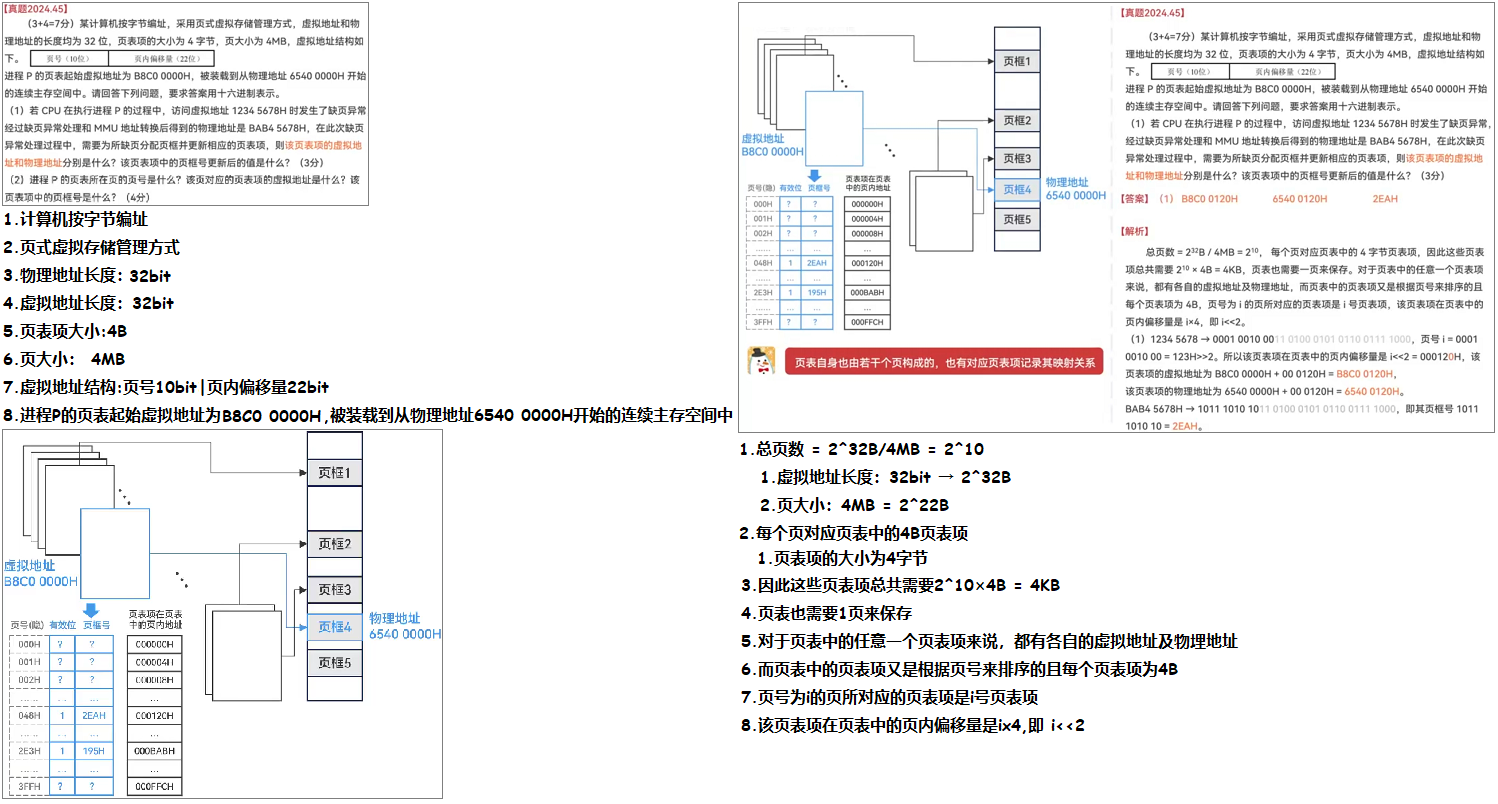 【真题2024.45】
（3+4=7分）某计算机按字节编址，采用页式虚拟存储管理方式，虚拟地址和物
理地址的长度均为 32 位，页表项的大小为 4 字节，页大小为 4MB，虚拟地址结构如
下。 页号（10位） 页内偏移量（22位）
进程 P 的页表起始虚拟地址为 B8C0 0000H，被装载到从物理地址 6540 0000H 开始
的连续主存空间中。请回答下列问题，要求答案用十六进制表示。
（1）若 CPU 在执行进程 P 的过程中，访问虚拟地址 1234 5678H 时发生了缺页异常
经过缺页异常处理和 MMU 地址转换后得到的物理地址是 BAB4 5678H，在此次缺页
异常处理过程中，需要为所缺页分配页框并更新相应的页表项，则该页表项的虚拟地
址和物理地址分别是什么？该页表项中的页框号更新后的值是什么？（3分）
（2）进程 P 的页表所在页的页号是什么？该页对应的页表项的虚拟地址是什么？该
页表项中的页框号是什么？（4分）
1.计算机按字节编址
2.页式虚拟存储管理方式
3.物理地址长度：32bit
4.虚拟地址长度：32bit
5.页表项大小:4B
6.页大小： 4MB
7.虚拟地址结构:页号10bit|页内偏移量22bit
8.进程P的页表起始虚拟地址为B8C0 0000H,被装载到从物理地址6540 0000H开始的连续主存空间中
页框1
页框2
页框3
页框4
页框5
虚拟地址
B8C0 0000H
物理地址
6540 0000H
页号(隐) 有效位 页框号
页表项在页表
中的页内地址
000H ? ? 000000H
001H ? ? 000004H
002H ? ? 000008H
…… … … …
048H 1 2EAH 000120H
…… … … …
2E3H 1 195H 000BABH
…… … … …
3FFH ? ? 000FFCH
页框1
页框2
页框3
页框4
页框5
虚拟地址
B8C0 0000H
物理地址
6540 0000H
页号(隐) 有效位 页框号
页表项在页表
中的页内地址
000H ? ? 000000H
001H ? ? 000004H
002H ? ? 000008H
…… … … …
048H 1 2EAH 000120H
…… … … …
2E3H 1 195H 000BABH
…… … … …
3FFH ? ? 000FFCH
页表自身也由若干个页构成的，也有对应页表项记录其映射关系
【真题2024.45】
（3+4=7分）某计算机按字节编址，采用页式虚拟存储管理方式，虚拟地址和物
理地址的长度均为 32 位，页表项的大小为 4 字节，页大小为 4MB，虚拟地址结构如
下。 页号（10位） 页内偏移量（22位）
进程 P 的页表起始虚拟地址为 B8C0 0000H，被装载到从物理地址 6540 0000H 开始
的连续主存空间中。请回答下列问题，要求答案用十六进制表示。
（1）若 CPU 在执行进程 P 的过程中，访问虚拟地址 1234 5678H 时发生了缺页异常，
经过缺页异常处理和 MMU 地址转换后得到的物理地址是 BAB4 5678H，在此次缺页
异常处理过程中，需要为所缺页分配页框并更新相应的页表项，则该页表项的虚拟地
址和物理地址分别是什么？该页表项中的页框号更新后的值是什么？（3分）
【答案】（1） B8C0 0120H 6540 0120H 2EAH
【解析】
总页数 = 2³²B / 4MB = 2¹⁰， 每个页对应页表中的 4 字节页表项，因此这些页表
项总共需要 2¹⁰ × 4B = 4KB，页表也需要一页来保存。对于页表中的任意一个页表项
来说，都有各自的虚拟地址及物理地址，而页表中的页表项又是根据页号来排序的且
每个页表项为 4B，页号为 i 的页所对应的页表项是 i 号页表项，该页表项在页表中的
页内偏移量是 i×4，即 i<<2。
（1）1234 5678 → 0001 0010 0011 0100 0101 0110 0111 1000，页号 i = 0001
0010 00 = 123H>>2。所以该页表项在页表中的页内偏移量是 i<<2 = 000120H，该
页表项的虚拟地址为 B8C0 0000H + 00 0120H = B8C0 0120H，
该页表项的物理地址为 6540 0000H + 00 0120H = 6540 0120H。
BAB4 5678H → 1011 1010 1011 0100 0101 0110 0111 1000，即其页框号 1011
1010 10 = 2EAH。
1.总页数 = 2^32B/4MB = 2^10
1.虚拟地址长度：32bit → 2^32B
2.页大小：4MB = 2^22B
2.每个页对应页表中的4B页表项
1.页表项的大小为4字节
3.因此这些页表项总共需要2^10×4B = 4KB
4.页表也需要1页来保存
5.对于页表中的任意一个页表项来说，都有各自的虚拟地址及物理地址
6.而页表中的页表项又是根据页号来排序的且每个页表项为4B
7.页号为i的页所对应的页表项是i号页表项
8.该页表项在页表中的页内偏移量是i×4,即 i<<2